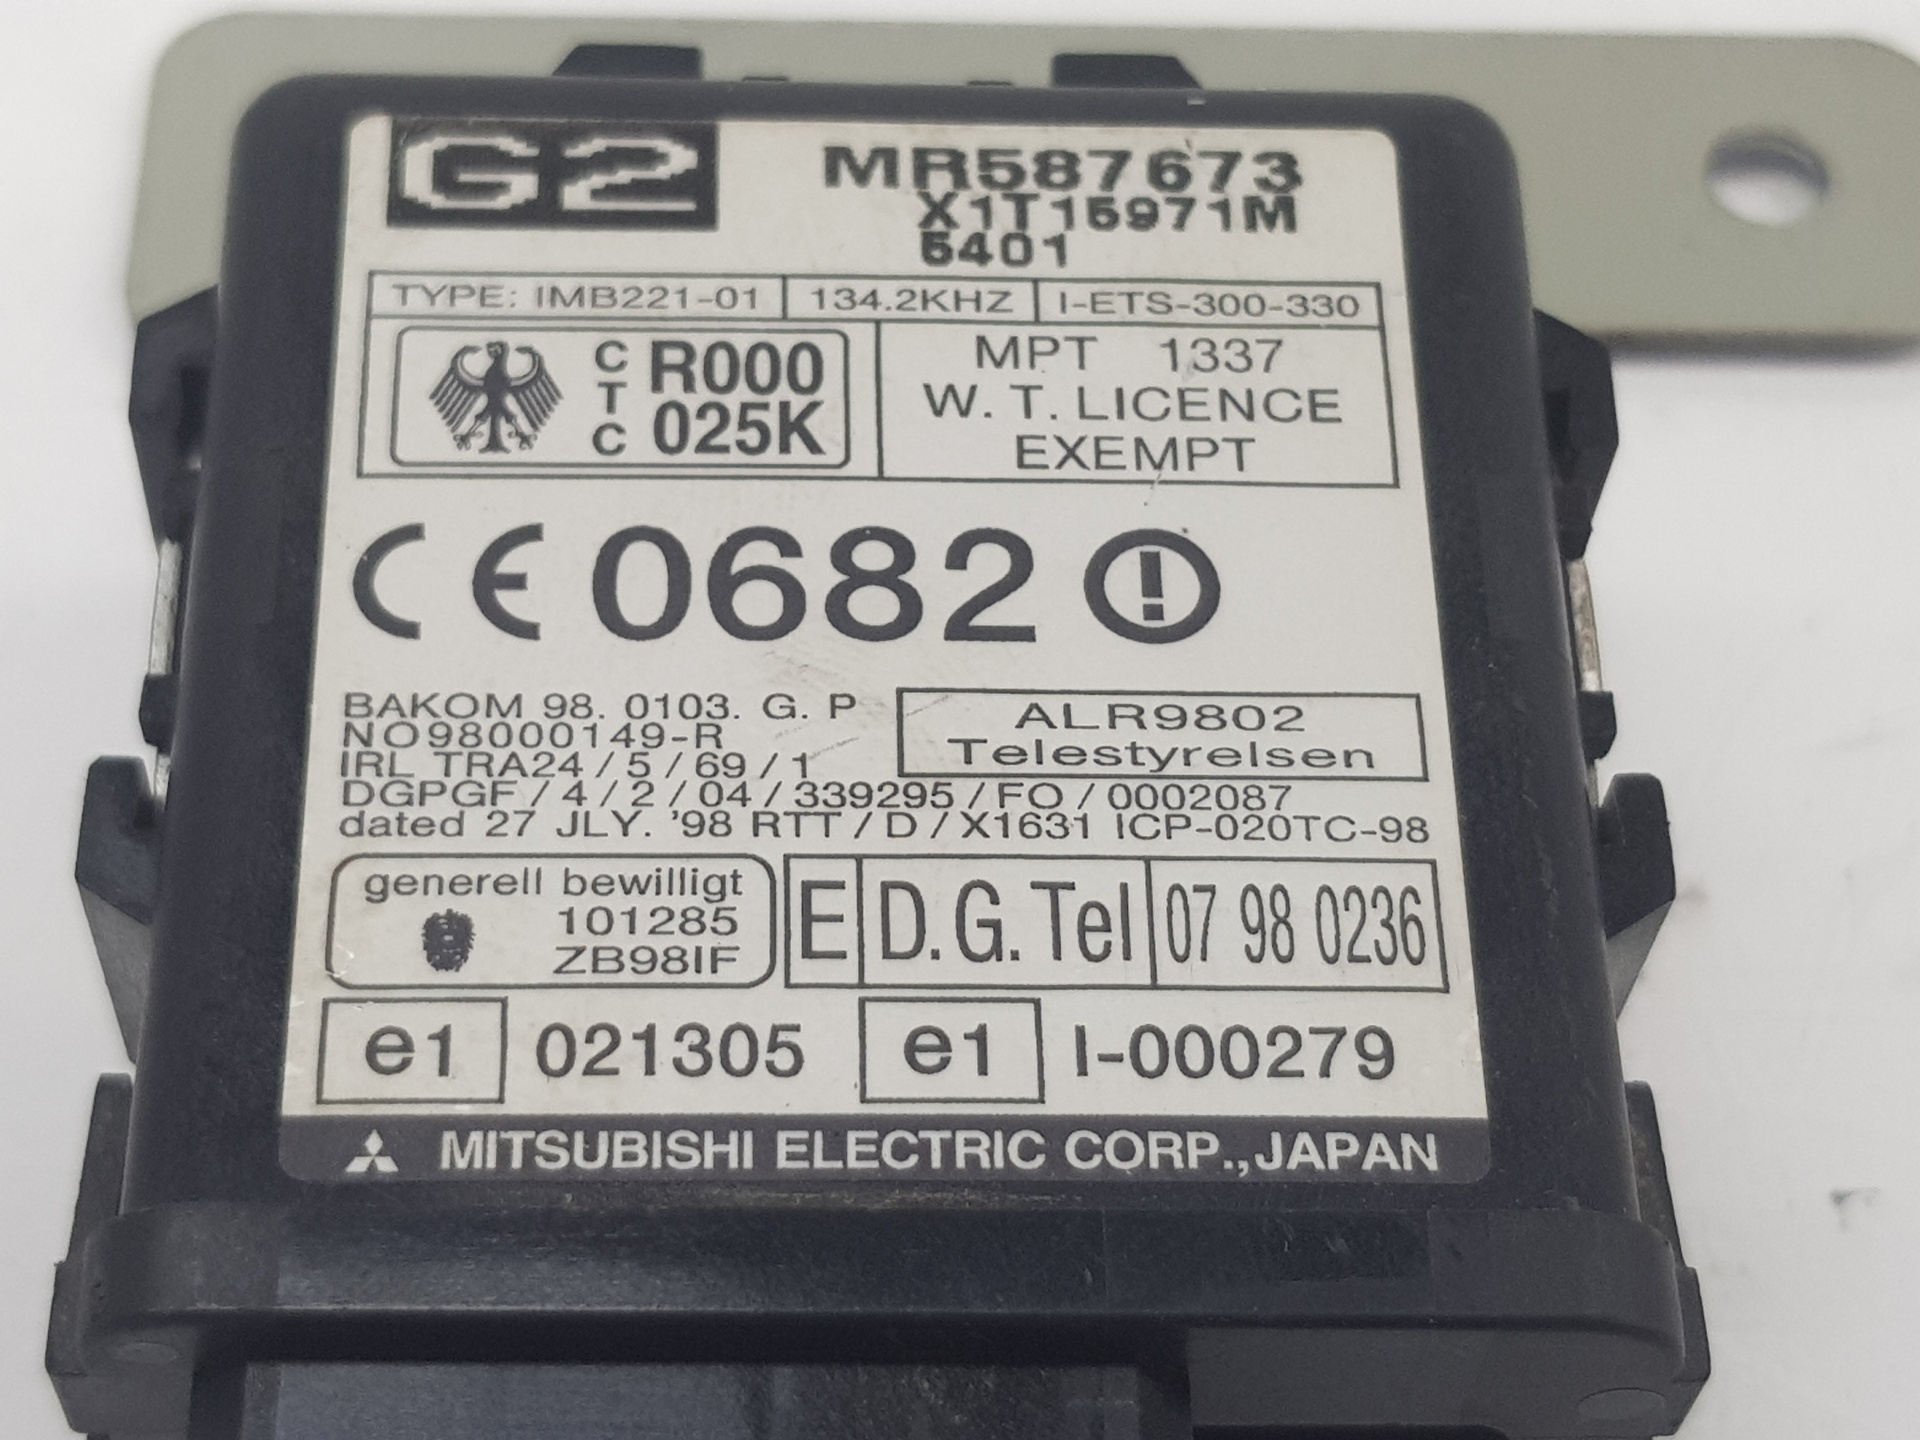 G2
MR587673
X1T15971M
5401
TYPE: IMB221-01
134.2KHZ
I-ETS-300-330
CTC
R000
025K
MPT 1337
W. T. LICENCE
EXEMPT
CE 0682
BAKOM 98. 0103. G. P
NO98000149-R
IRL TRA24/5/69/1
ALR9802
Telestyrelsen
DGPGF/4/2/04/339295/FO/0002087
dated 27 JLY. '98 RTT/D/X1631 ICP-020TC-98
generell bewilligt
101285
ZB98IF
E D.G.Tel 07 98 0236
e1 021305 e1 I-000279
MITSUBISHI ELECTRIC CORP.,JAPAN